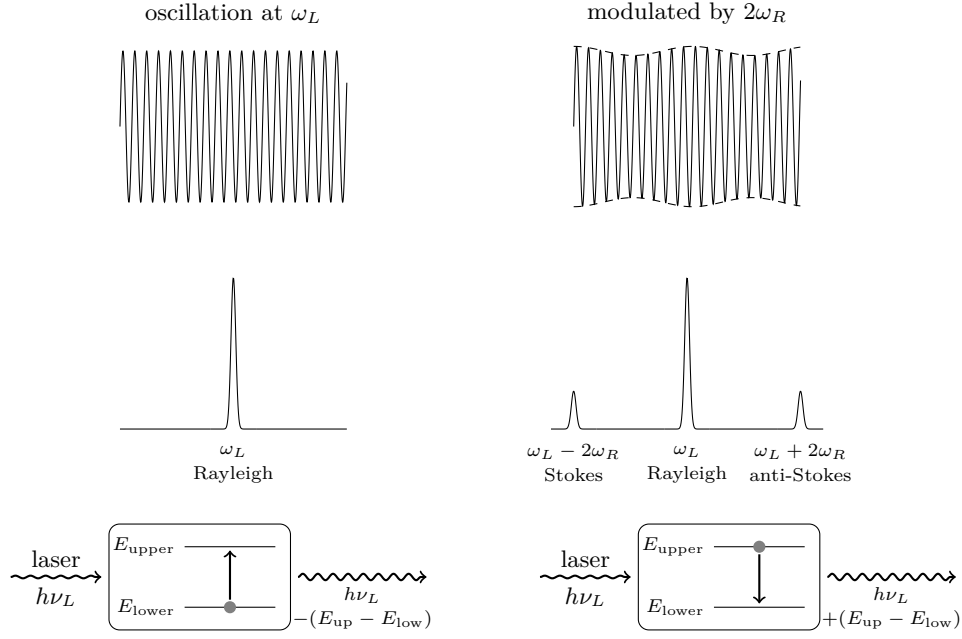 oscillation at ω_L
modulated by 2ω_R
ω_L
Rayleigh
ω_L − 2ω_R
Stokes
ω_L
Rayleigh
ω_L + 2ω_R
anti-Stokes
laser
hν_L
E_upper
E_lower
hν_L
−(E_up − E_low)
laser
hν_L
E_upper
E_lower
hν_L
+(E_up − E_low)